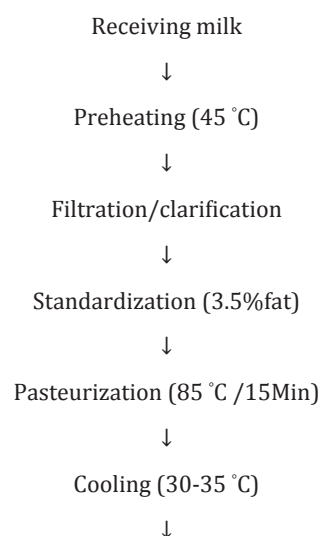 Receiving milk
↓
Preheating (45 °C)
↓
Filtration/clarification
↓
Standardization (3.5%fat)
↓
Pasteurization (85 °C /15Min)
↓
Cooling (30-35 °C)
↓